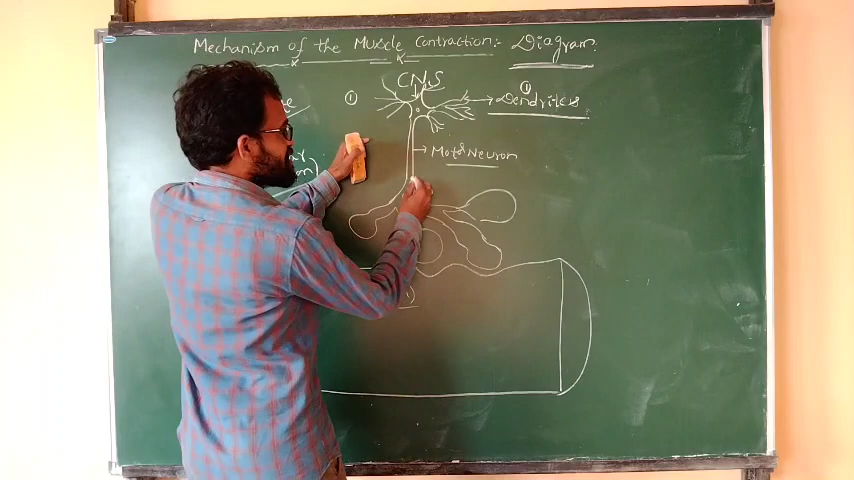 Mechanism of the Muscle Contraction:- Diagram.
CNS
①
①
Dendrites
Motor Neuron